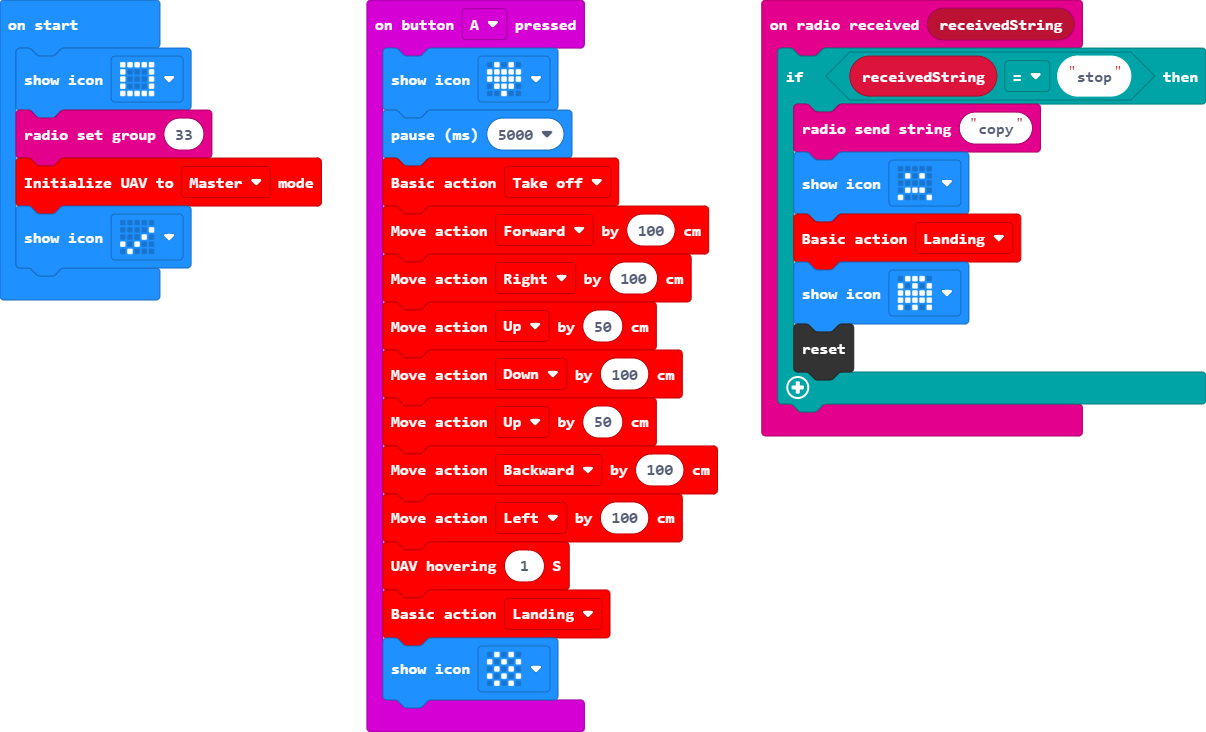 on start
show icon
radio set group 33
Initialize UAV to Master mode
show icon
on button A pressed
show icon
pause (ms) 5000
Basic action Take off
Move action Forward by 100 cm
Move action Right by 100 cm
Move action Up by 50 cm
Move action Down by 100 cm
Move action Up by 50 cm
Move action Backward by 100 cm
Move action Left by 100 cm
UAV hovering 1 S
Basic action Landing
show icon
on radio received receivedString
if receivedString = "stop" then
radio send string "copy"
show icon
Basic action Landing
show icon
reset